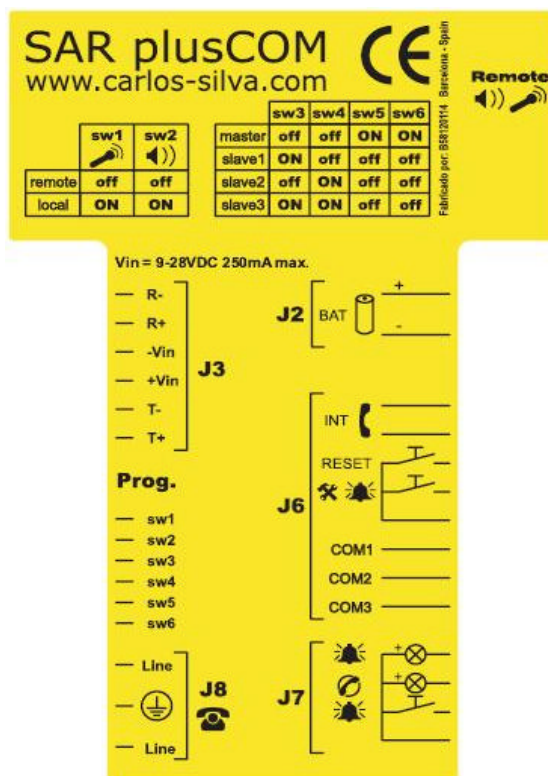 SAR plusCOM
www.carlos-silva.com
CE
Fabricado por: B58120114 Barcelona - Spain
Remote
sw1 sw2
remote off off
local ON ON
sw3 sw4 sw5 sw6
master off off ON ON
slave1 ON off off off
slave2 off ON off off
slave3 ON ON off off
Vin = 9-28VDC 250mA max.
R-
R+
-Vin
+Vin
T-
T+
J3
J2
BAT
+
-
Prog.
sw1
sw2
sw3
sw4
sw5
sw6
J6
INT
RESET
COM1
COM2
COM3
Line
Line
J8
J7
+
+